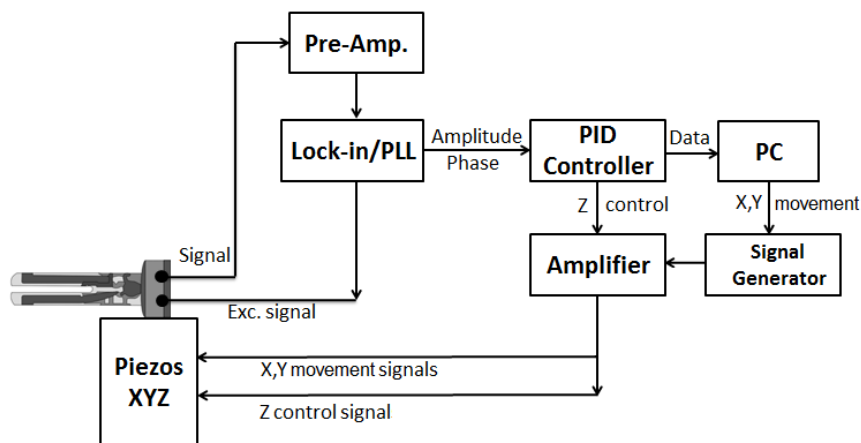 Pre-Amp.
Lock-in/PLL
Amplitude
Phase
PID
Controller
Data
PC
Z control
X,Y movement
Signal
Exc. signal
Amplifier
Signal
Generator
Piezos
XYZ
X,Y movement signals
Z control signal